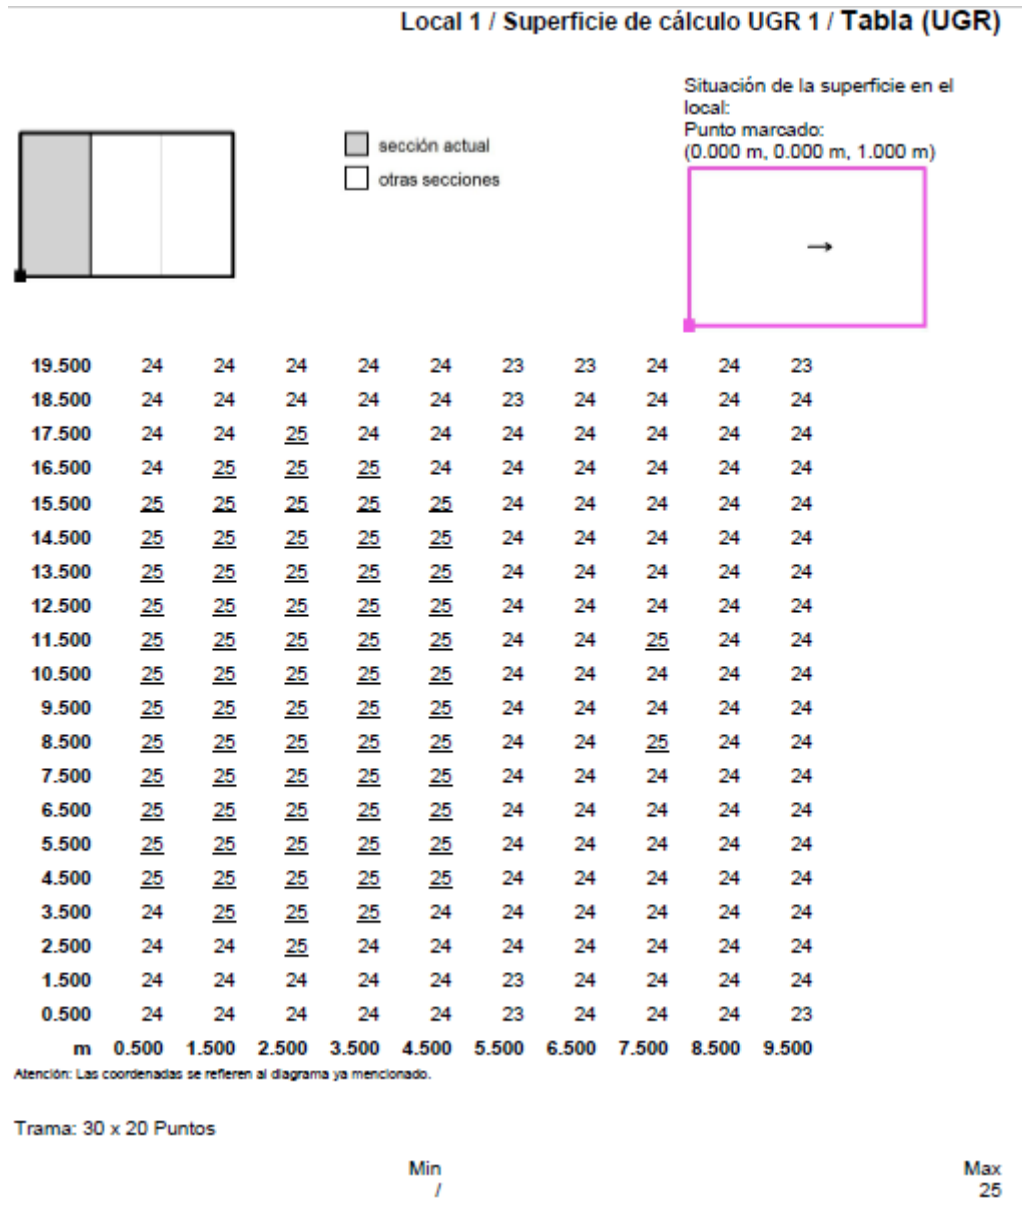 Local 1 / Superficie de cálculo UGR 1 / Tabla (UGR)
Situación de la superficie en el
local:
Punto marcado:
(0.000 m, 0.000 m, 1.000 m)
sección actual
otras secciones
19.500 24 24 24 24 24 23 23 24 24 23
18.500 24 24 24 24 24 23 24 24 24 24
17.500 24 24 25 24 24 24 24 24 24 24
16.500 24 25 25 25 24 24 24 24 24 24
15.500 25 25 25 25 25 24 24 24 24 24
14.500 25 25 25 25 25 24 24 24 24 24
13.500 25 25 25 25 25 24 24 24 24 24
12.500 25 25 25 25 25 24 24 24 24 24
11.500 25 25 25 25 25 24 24 25 24 24
10.500 25 25 25 25 25 24 24 24 24 24
9.500 25 25 25 25 25 24 24 24 24 24
8.500 25 25 25 25 25 24 24 25 24 24
7.500 25 25 25 25 25 24 24 24 24 24
6.500 25 25 25 25 25 24 24 24 24 24
5.500 25 25 25 25 25 24 24 24 24 24
4.500 25 25 25 25 25 24 24 24 24 24
3.500 24 25 25 25 24 24 24 24 24 24
2.500 24 24 25 24 24 24 24 24 24 24
1.500 24 24 24 24 24 23 24 24 24 24
0.500 24 24 24 24 24 23 24 24 24 23
m 0.500 1.500 2.500 3.500 4.500 5.500 6.500 7.500 8.500 9.500
Atención: Las coordenadas se refieren al diagrama ya mencionado.
Trama: 30 x 20 Puntos
Min Max
/ 25